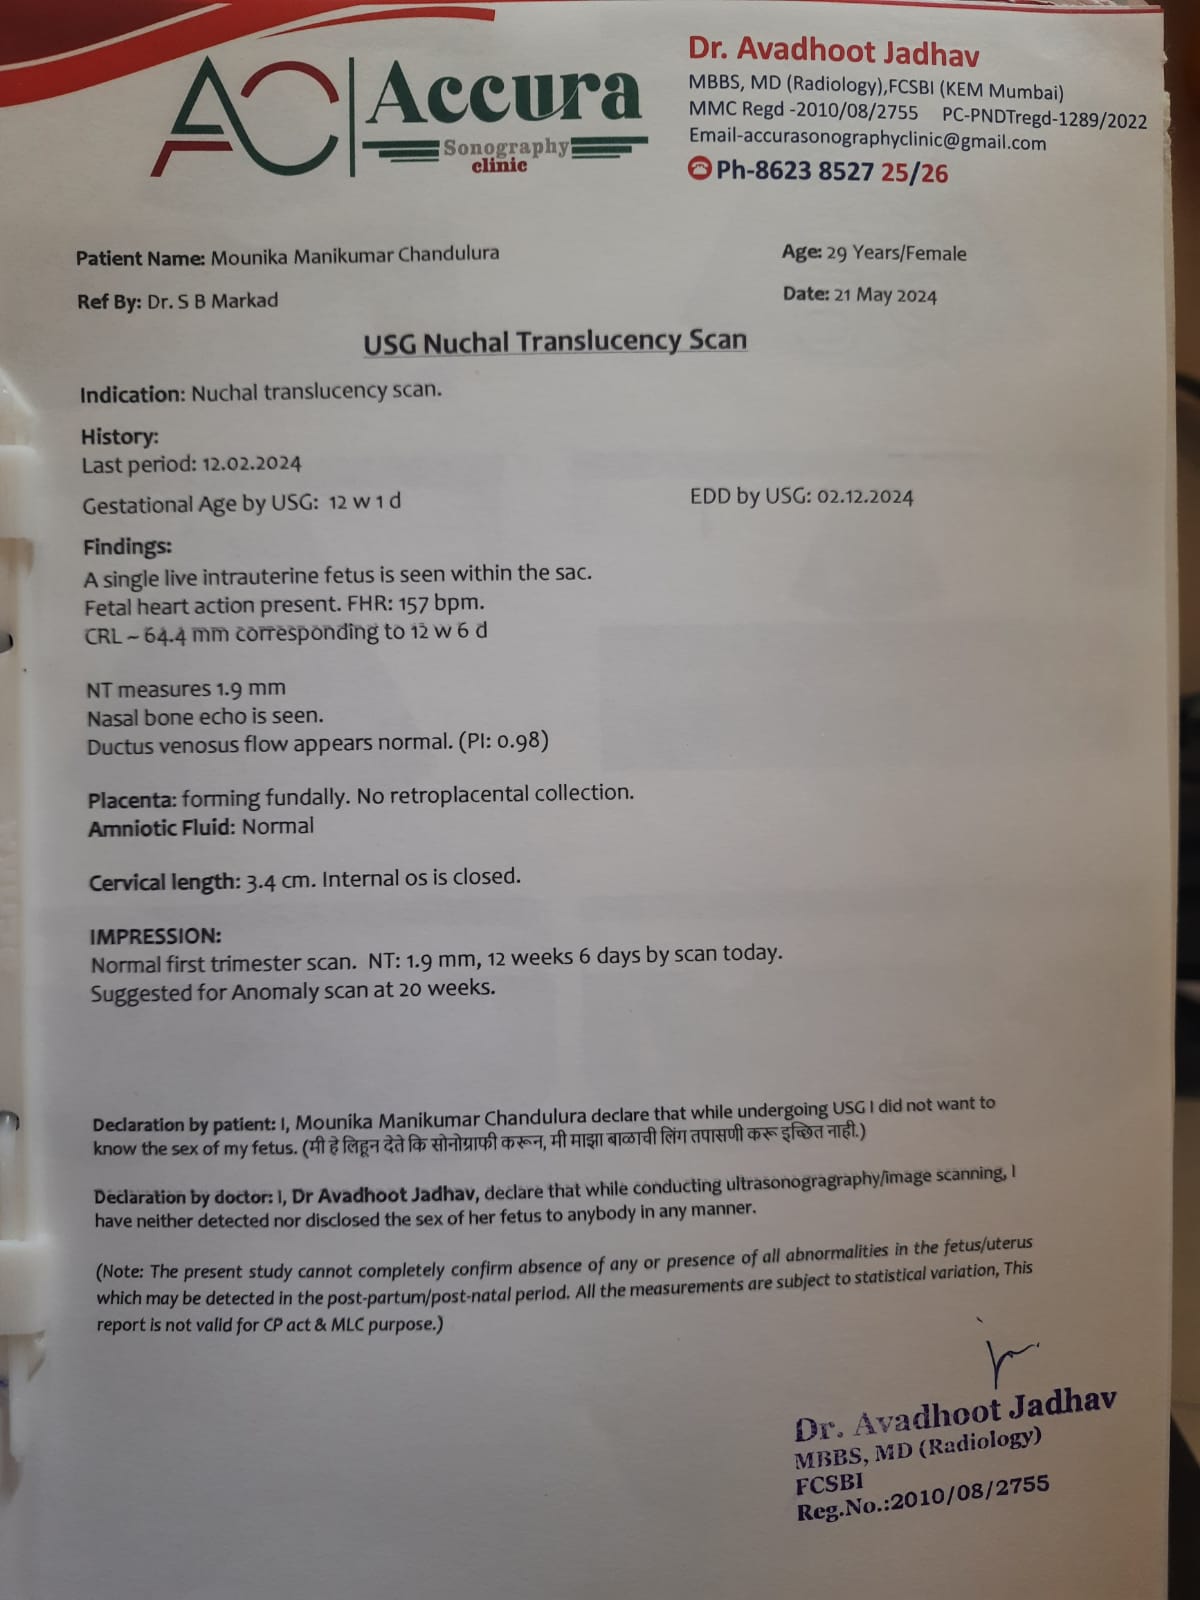 AC Accura
Sonography
clinic
Dr. Avadhoot Jadhav
MBBS, MD (Radiology),FCSBI (KEM Mumbai)
MMC Regd -2010/08/2755 PC-PNDTregd-1289/2022
Email-accurasonographyclinic@gmail.com
Ph-8623 8527 25/26
Patient Name: Mounika Manikumar Chandulura Age: 29 Years/Female
Ref By: Dr. S B Markad Date: 21 May 2024
USG Nuchal Translucency Scan
Indication: Nuchal translucency scan.
History:
Last period: 12.02.2024
Gestational Age by USG: 12 w 1 d EDD by USG: 02.12.2024
Findings:
A single live intrauterine fetus is seen within the sac.
Fetal heart action present. FHR: 157 bpm.
CRL ~ 64.4 mm corresponding to 12 w 6 d
NT measures 1.9 mm
Nasal bone echo is seen.
Ductus venosus flow appears normal. (PI: 0.98)
Placenta: forming fundally. No retroplacental collection.
Amniotic Fluid: Normal
Cervical length: 3.4 cm. Internal os is closed.
IMPRESSION:
Normal first trimester scan. NT: 1.9 mm, 12 weeks 6 days by scan today.
Suggested for Anomaly scan at 20 weeks.
Declaration by patient: I, Mounika Manikumar Chandulura declare that while undergoing USG I did not want to
know the sex of my fetus. (मी हे लिहून देते कि सोनोग्राफी करून, मी माझा बाळाची लिंग तपासणी करू इच्छित नाही.)
Declaration by doctor: I, Dr Avadhoot Jadhav, declare that while conducting ultrasonogragraphy/image scanning, I
have neither detected nor disclosed the sex of her fetus to anybody in any manner.
(Note: The present study cannot completely confirm absence of any or presence of all abnormalities in the fetus/uterus
which may be detected in the post-partum/post-natal period. All the measurements are subject to statistical variation, This
report is not valid for CP act & MLC purpose.)
Dr. Avadhoot Jadhav
MBBS, MD (Radiology)
FCSBI
Reg.No.:2010/08/2755